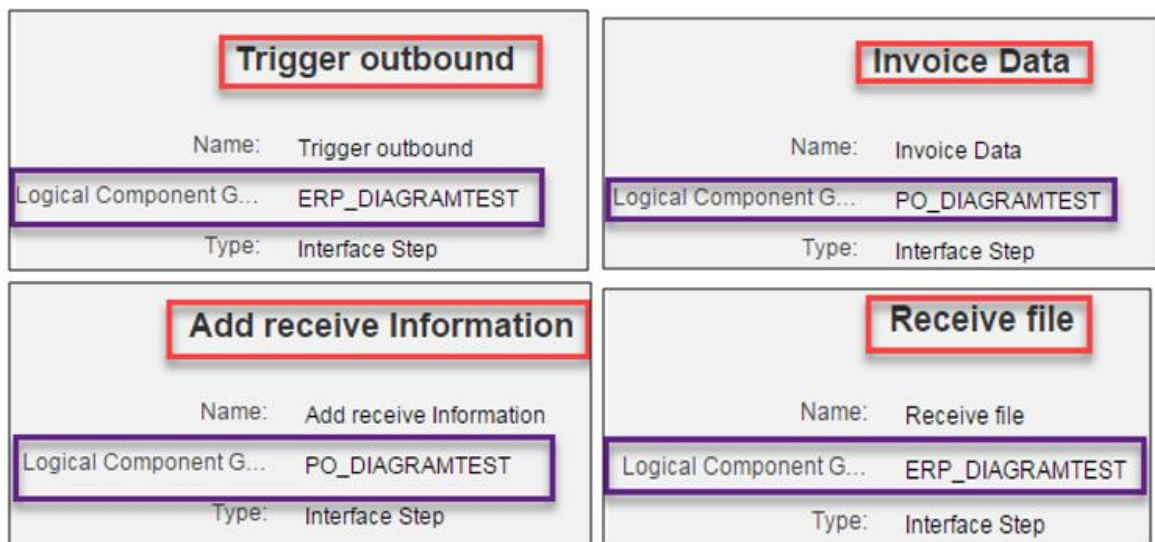 Trigger outbound
Name: Trigger outbound
Logical Component G... ERP_DIAGRAMTEST
Type: Interface Step
Invoice Data
Name: Invoice Data
Logical Component G... PO_DIAGRAMTEST
Type: Interface Step
Add receive Information
Name: Add receive Information
Logical Component G... PO_DIAGRAMTEST
Type: Interface Step
Receive file
Name: Receive file
Logical Component G... ERP_DIAGRAMTEST
Type: Interface Step